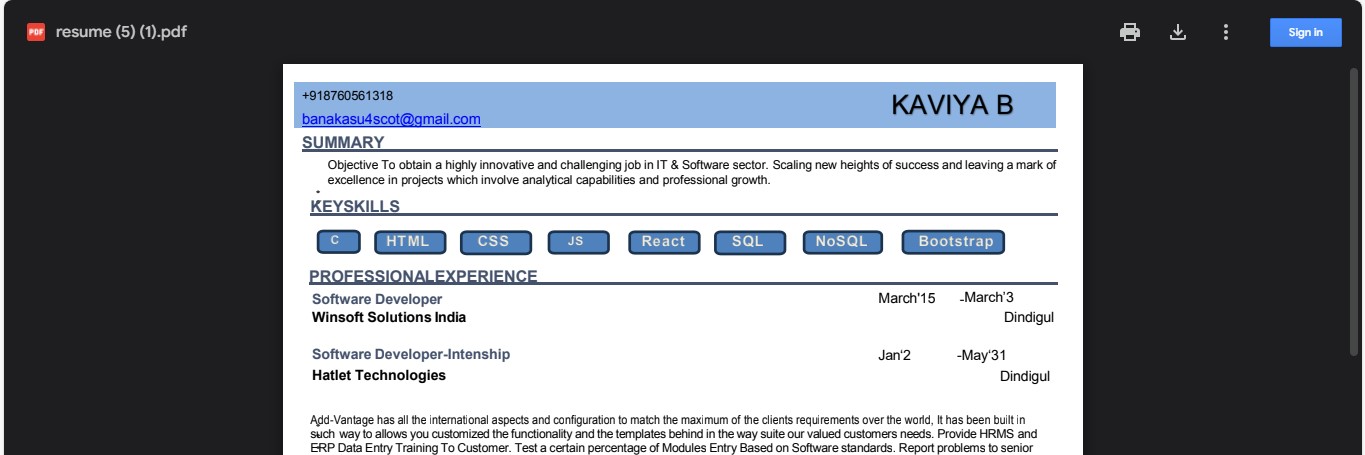 PDF resume (5) (1).pdf
Sign in
+918760561318
KAVIYA B
banakasu4scot@gmail.com
SUMMARY
Objective To obtain a highly innovative and challenging job in IT & Software sector. Scaling new heights of success and leaving a mark of
excellence in projects which involve analytical capabilities and professional growth.
KEYSKILLS
C HTML CSS JS React SQL NoSQL Bootstrap
PROFESSIONALEXPERIENCE
Software Developer March'15 -March'3
Winsoft Solutions India Dindigul
Software Developer-Intenship Jan'2 -May'31
Hatlet Technologies Dindigul
Add-Vantage has all the international aspects and configuration to match the maximum of the clients requirements over the world, It has been built in
such way to allows you customized the functionality and the templates behind in the way suite our valued customers needs. Provide HRMS and
ERP Data Entry Training To Customer. Test a certain percentage of Modules Entry Based on Software standards. Report problems to senior